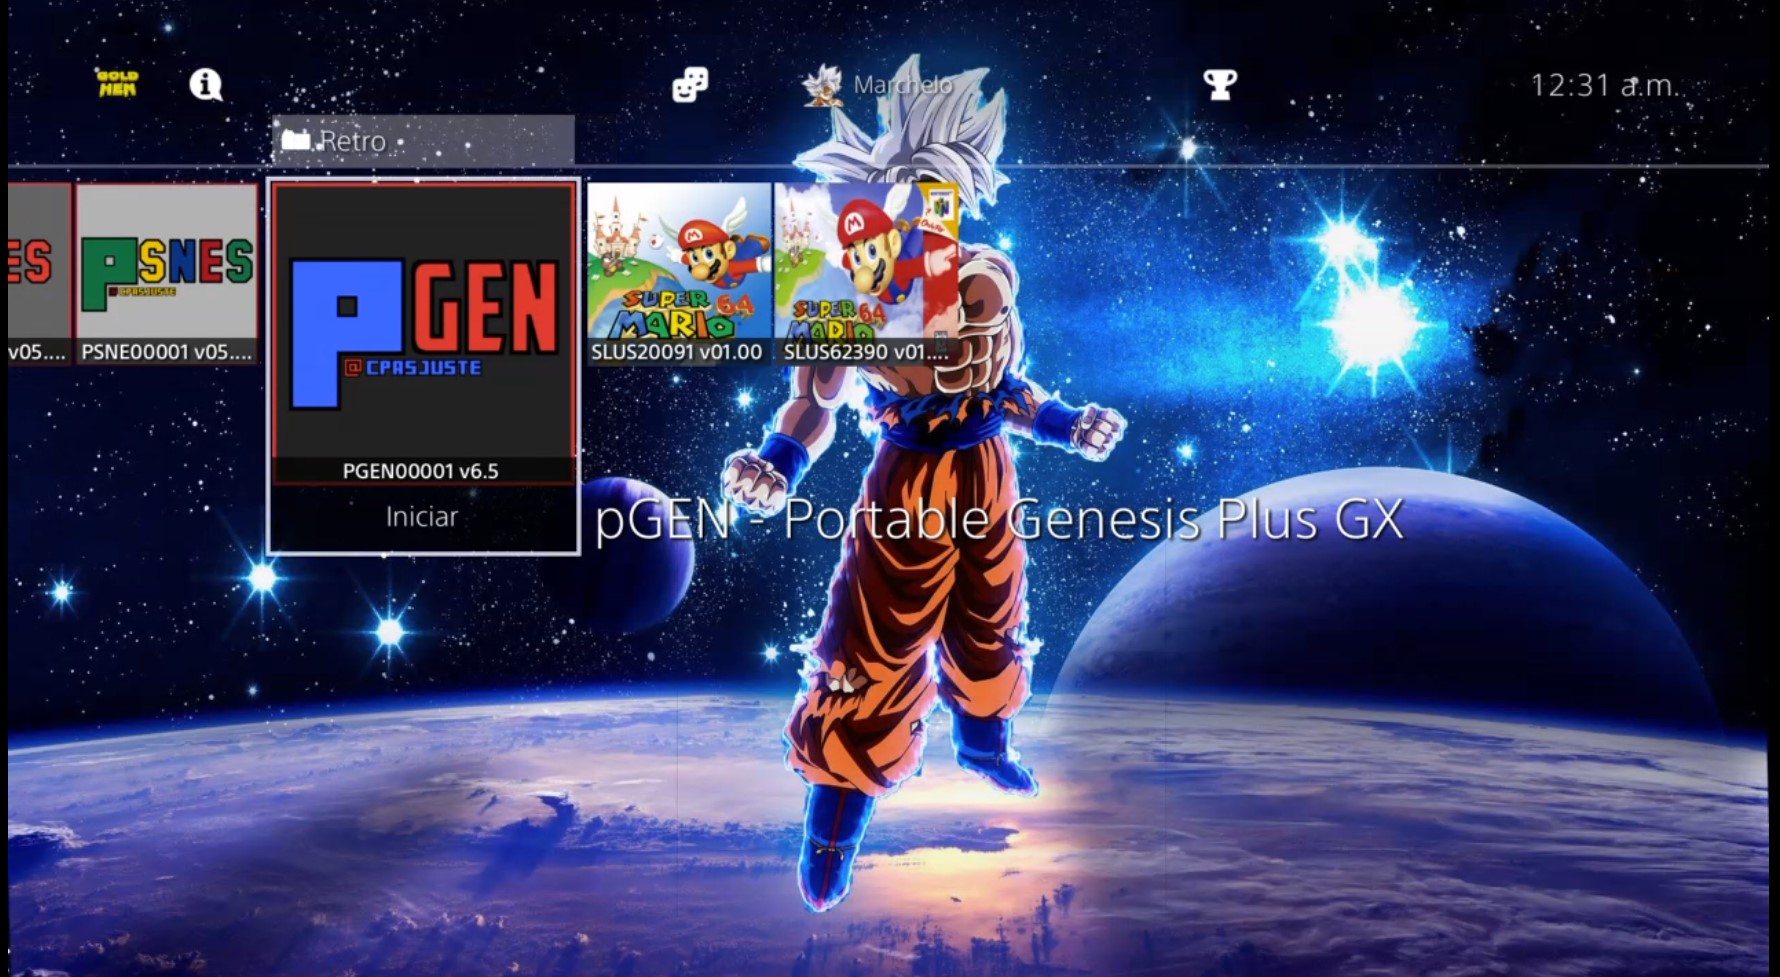 GOLD
HEN
Marchelo
12:31 a.m.
Retro
ES
PSNES
@CPASJUSTE
PGEN
@CPASJUSTE
SUPER
MARIO 64
SUPER
MARIO 64
v05....
PSNE00001 v05....
SLUS20091 v01.00
SLUS62390 v01....
PGEN00001 v6.5
Iniciar
pGEN - Portable Genesis Plus GX